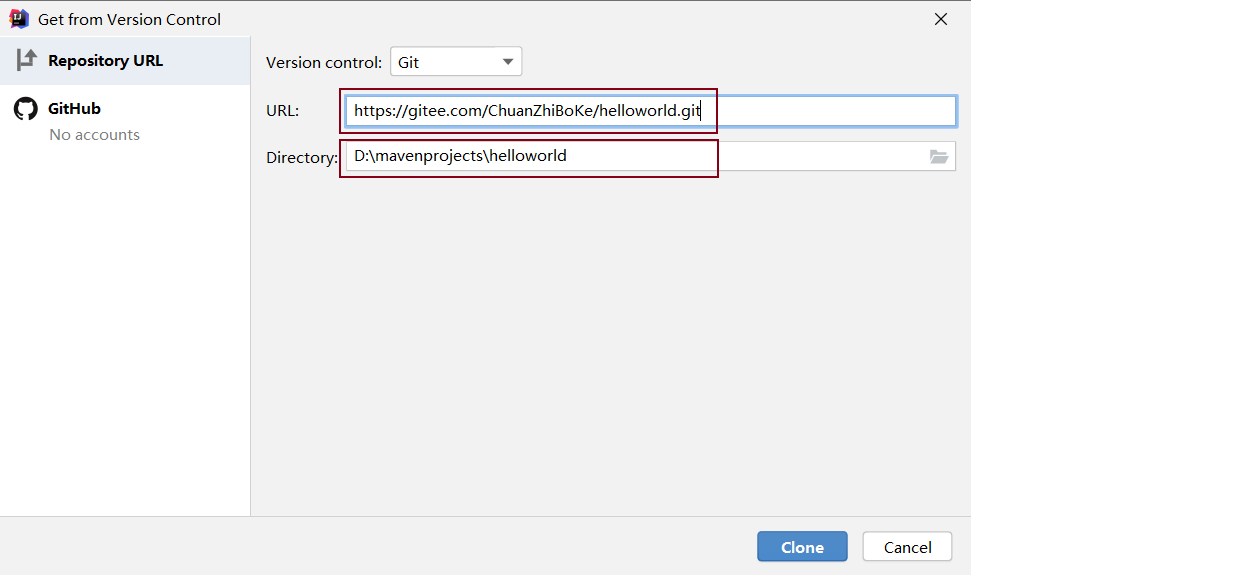 Get from Version Control
Repository URL
GitHub
No accounts
Version control: Git
URL: https://gitee.com/ChuanZhiBoKe/helloworld.git
Directory: D:\mavenprojects\helloworld
Clone Cancel